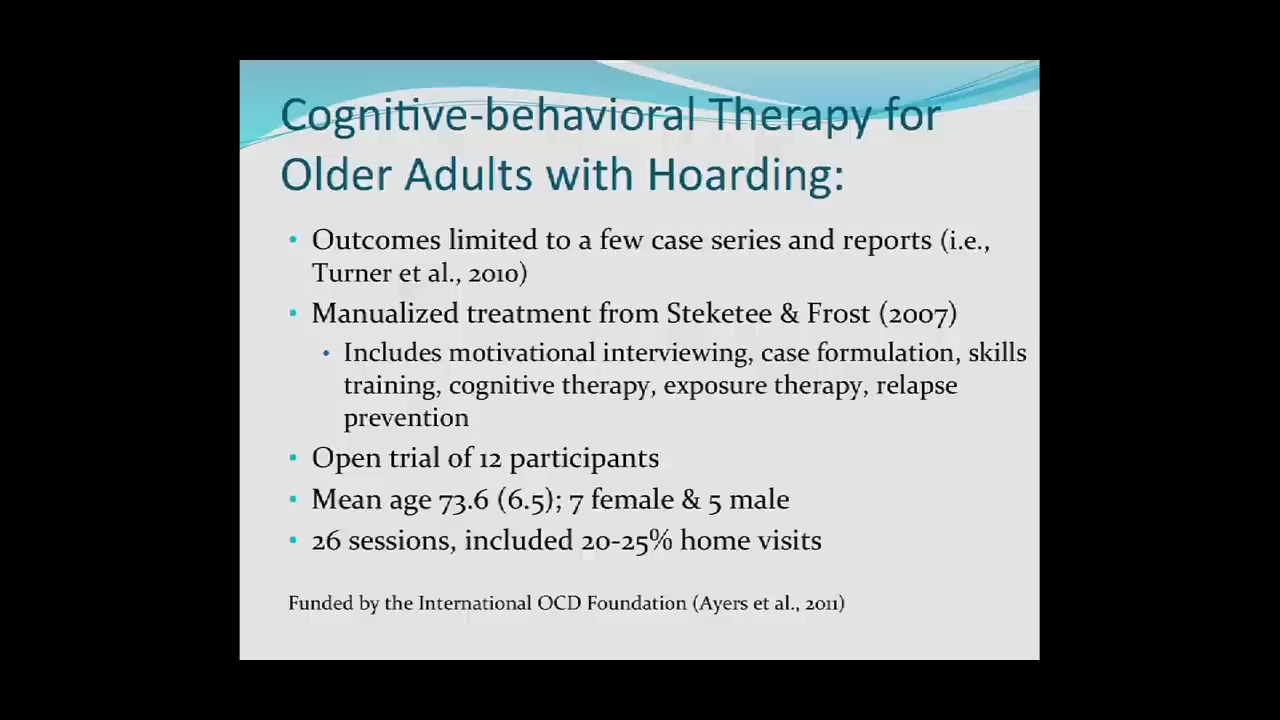 Cognitive-behavioral Therapy for
Older Adults with Hoarding:
• Outcomes limited to a few case series and reports (i.e.,
Turner et al., 2010)
• Manualized treatment from Steketee & Frost (2007)
• Includes motivational interviewing, case formulation, skills
training, cognitive therapy, exposure therapy, relapse
prevention
• Open trial of 12 participants
• Mean age 73.6 (6.5); 7 female & 5 male
• 26 sessions, included 20-25% home visits
Funded by the International OCD Foundation (Ayers et al., 2011)